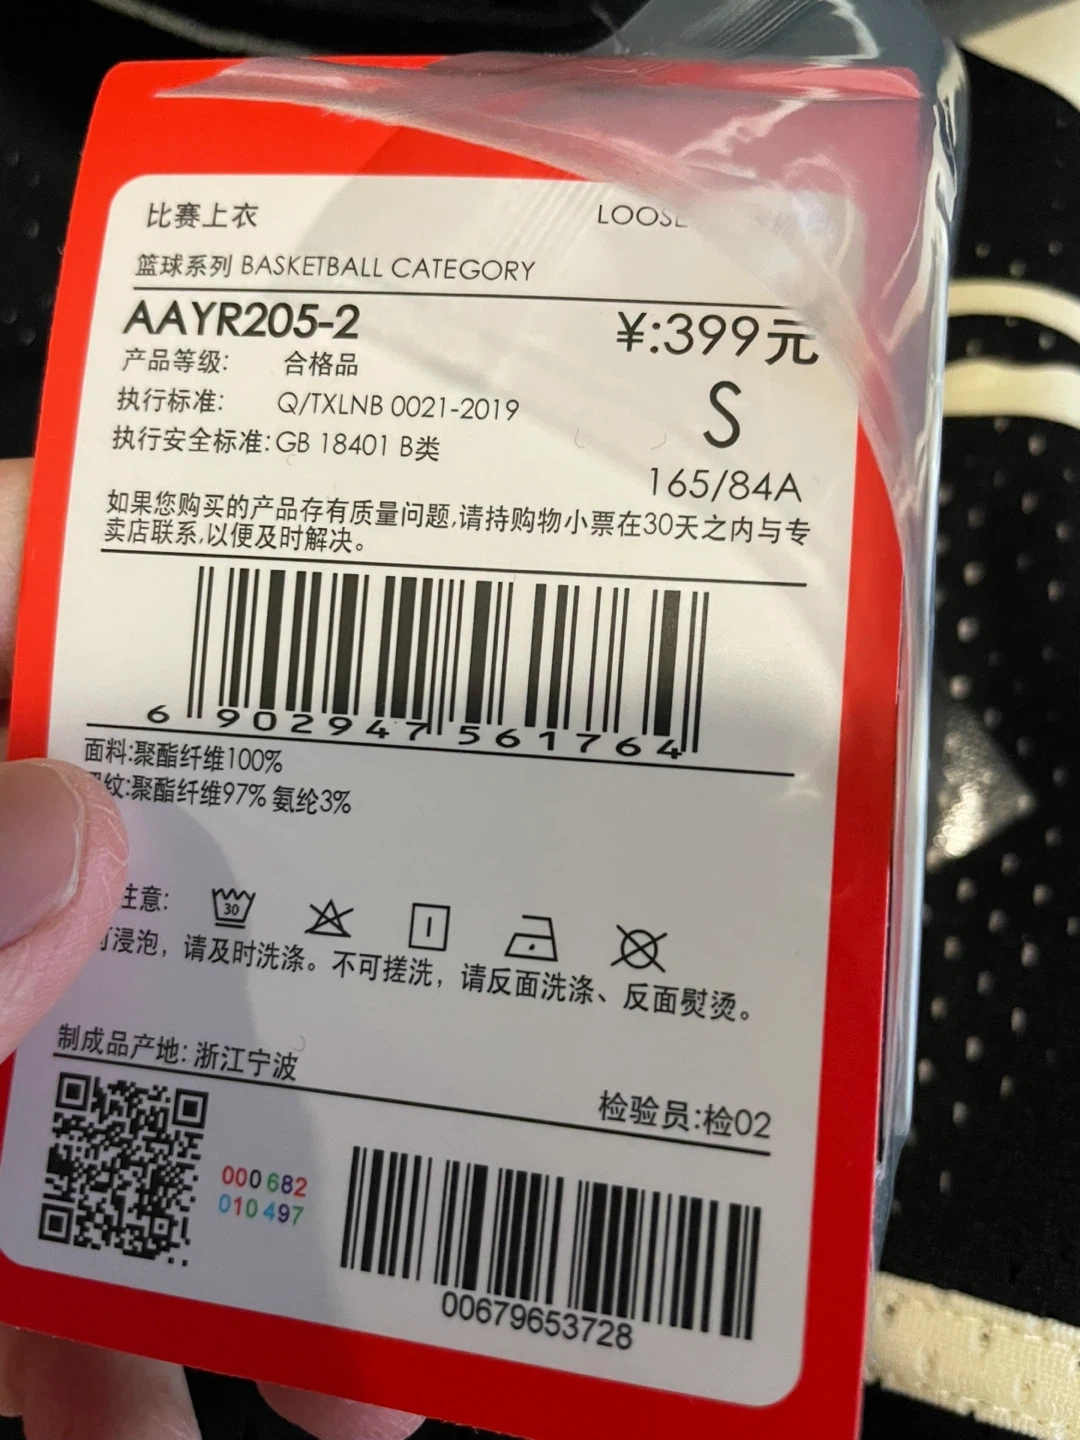 比赛上衣
LOOSE
篮球系列 BASKETBALL CATEGORY
AAYR205-2
¥:399元
产品等级: 合格品
S
执行标准: Q/TXLNB 0021-2019
执行安全标准: GB 18401 B类
165/84A
如果您购买的产品存有质量问题,请持购物小票在30天之内与专
卖店联系,以便及时解决。
6 902947 561764
面料:聚酯纤维100%
纹:聚酯纤维97% 氨纶3%
注意:
30
可浸泡，请及时洗涤。不可搓洗，请反面洗涤、反面熨烫。
制成品产地: 浙江宁波
检验员:检02
000 682
010 497
00679653728